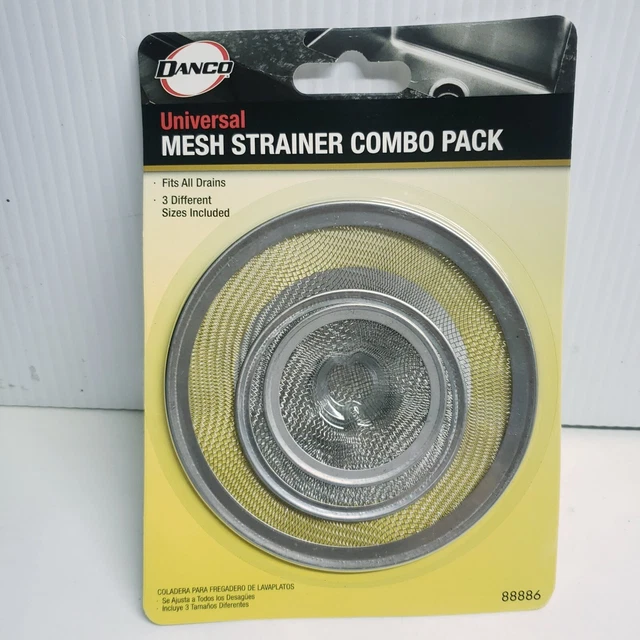 DANCO
Universal
MESH STRAINER COMBO PACK
· Fits All Drains
· 3 Different
Sizes Included
COLADERA PARA FREGADERO DE LAVAPLATOS
· Se Ajusta a Todos los Desagües
· Incluye 3 Tamaños Diferentes
88886